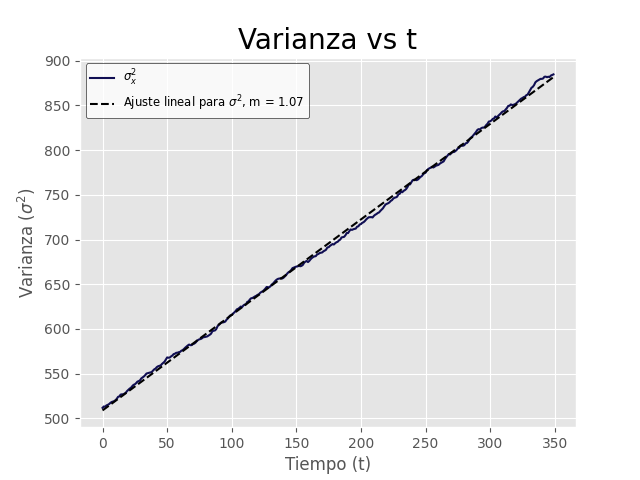 Varianza vs t
σ²ₓ
Ajuste lineal para σ², m = 1.07
900
850
800
750
700
650
600
550
500
Varianza (σ²)
0 50 100 150 200 250 300 350
Tiempo (t)